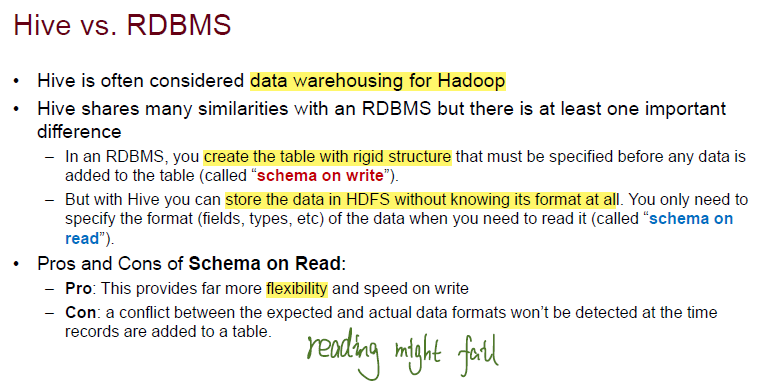 Hive vs. RDBMS
• Hive is often considered data warehousing for Hadoop
• Hive shares many similarities with an RDBMS but there is at least one important
difference
– In an RDBMS, you create the table with rigid structure that must be specified before any data is
added to the table (called “schema on write”).
– But with Hive you can store the data in HDFS without knowing its format at all. You only need to
specify the format (fields, types, etc) of the data when you need to read it (called “schema on
read”).
• Pros and Cons of Schema on Read:
– Pro: This provides far more flexibility and speed on write
– Con: a conflict between the expected and actual data formats won’t be detected at the time
records are added to a table.
reading might fail